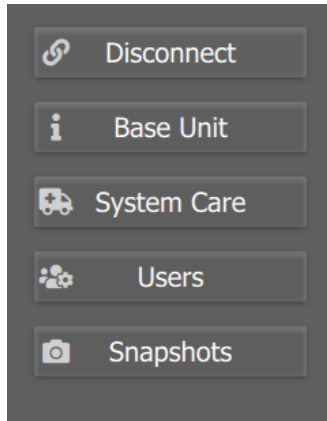 Disconnect
Base Unit
System Care
Users
Snapshots